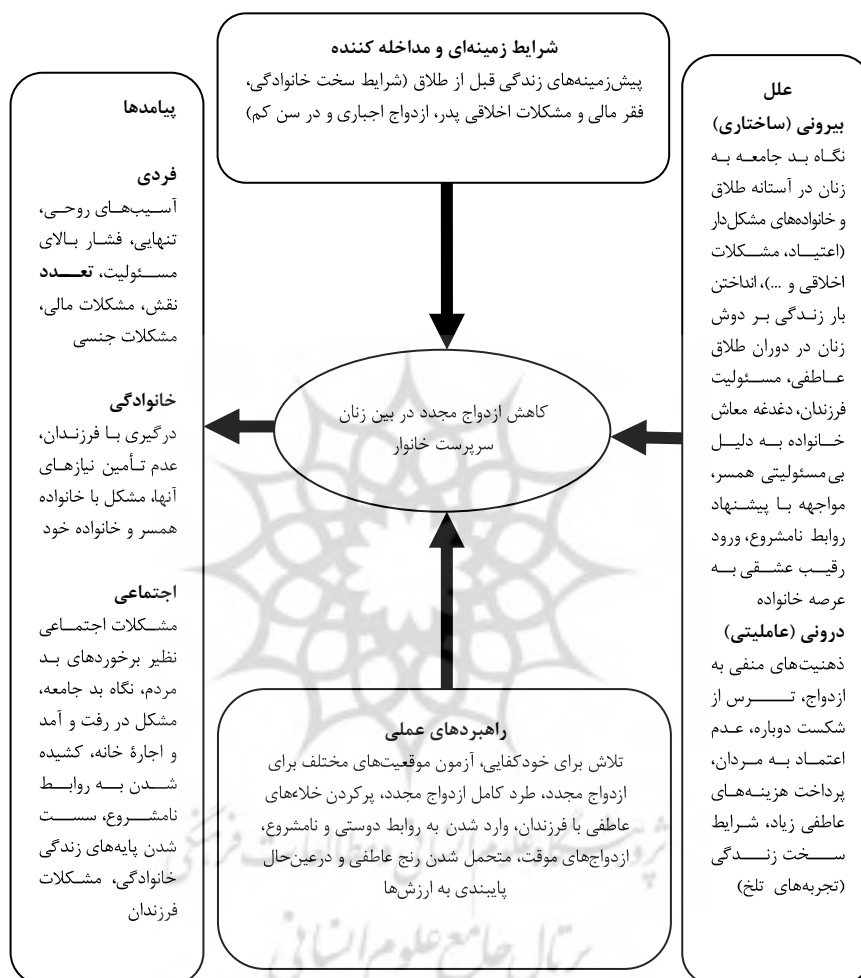 شرایط زمینه‌ای و مداخله کننده
پیش‌زمینه‌های زندگی قبل از طلاق (شرایط سخت خانوادگی،
فقر مالی و مشکلات اخلاقی پدر، ازدواج اجباری و در سن کم)
علل
بیرونی (ساختاری)
نگاه بد جامعه به
زنان در آستانه طلاق
و خانواده‌های مشکل‌دار
(اعتیاد، مشکلات
اخلاقی و ...)، انداختن
بار زندگی بر دوش
زنان در دوران طلاق
عاطفی، مسئولیت
فرزندان، دغدغه معاش
خانواده به دلیل
بی‌مسئولیتی همسر،
مواجهه با پیشنهاد
روابط نامشروع، ورود
رقیب عشقی به
عرصه خانواده
درونی (عاملیتی)
ذهنیت‌های منفی به
ازدواج، ترس از
شکست دوباره، عدم
اعتماد به مردان،
پرداخت هزینه‌های
عاطفی زیاد، شرایط
سخت زندگی
(تجربه‌های تلخ)
کاهش ازدواج مجدد در بین زنان
سرپرست خانوار
راهبردهای عملی
تلاش برای خودکفایی، آزمون موقعیت‌های مختلف برای
ازدواج مجدد، طرد کامل ازدواج مجدد، پرکردن خلاءهای
عاطفی با فرزندان، وارد شدن به روابط دوستی و نامشروع،
ازدواج‌های موقت، متحمل شدن رنج عاطفی و درعین‌حال
پایبندی به ارزش‌ها
پیامدها
فردی
آسیب‌های روحی،
تنهایی، فشار بالای
مسئولیت، تعدد
نقش، مشکلات مالی،
مشکلات جنسی
خانوادگی
درگیری با فرزندان،
عدم تأمین نیازهای
آنها، مشکل با خانواده
همسر و خانواده خود
اجتماعی
مشکلات اجتماعی
نظیر برخوردهای بد
مردم، نگاه بد جامعه،
مشکل در رفت و آمد
و اجارهٔ خانه، کشیده
شدن به روابط
نامشروع، سست
شدن پایه‌های زندگی
خانوادگی، مشکلات
فرزندان
پرتال جامع علوم انسانی